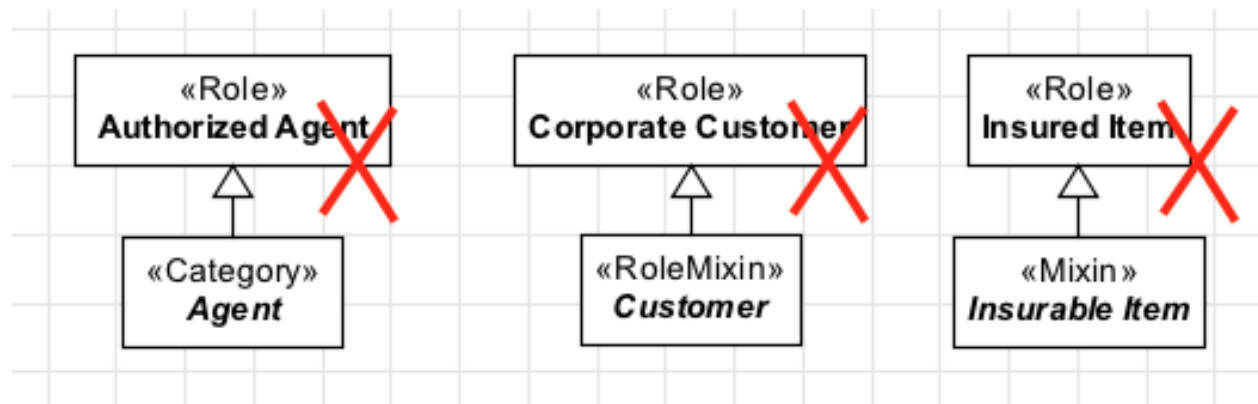 «Role»
Authorized Agent
«Role»
Corporate Customer
«Role»
Insured Item
«Category»
Agent
«RoleMixin»
Customer
«Mixin»
Insurable Item